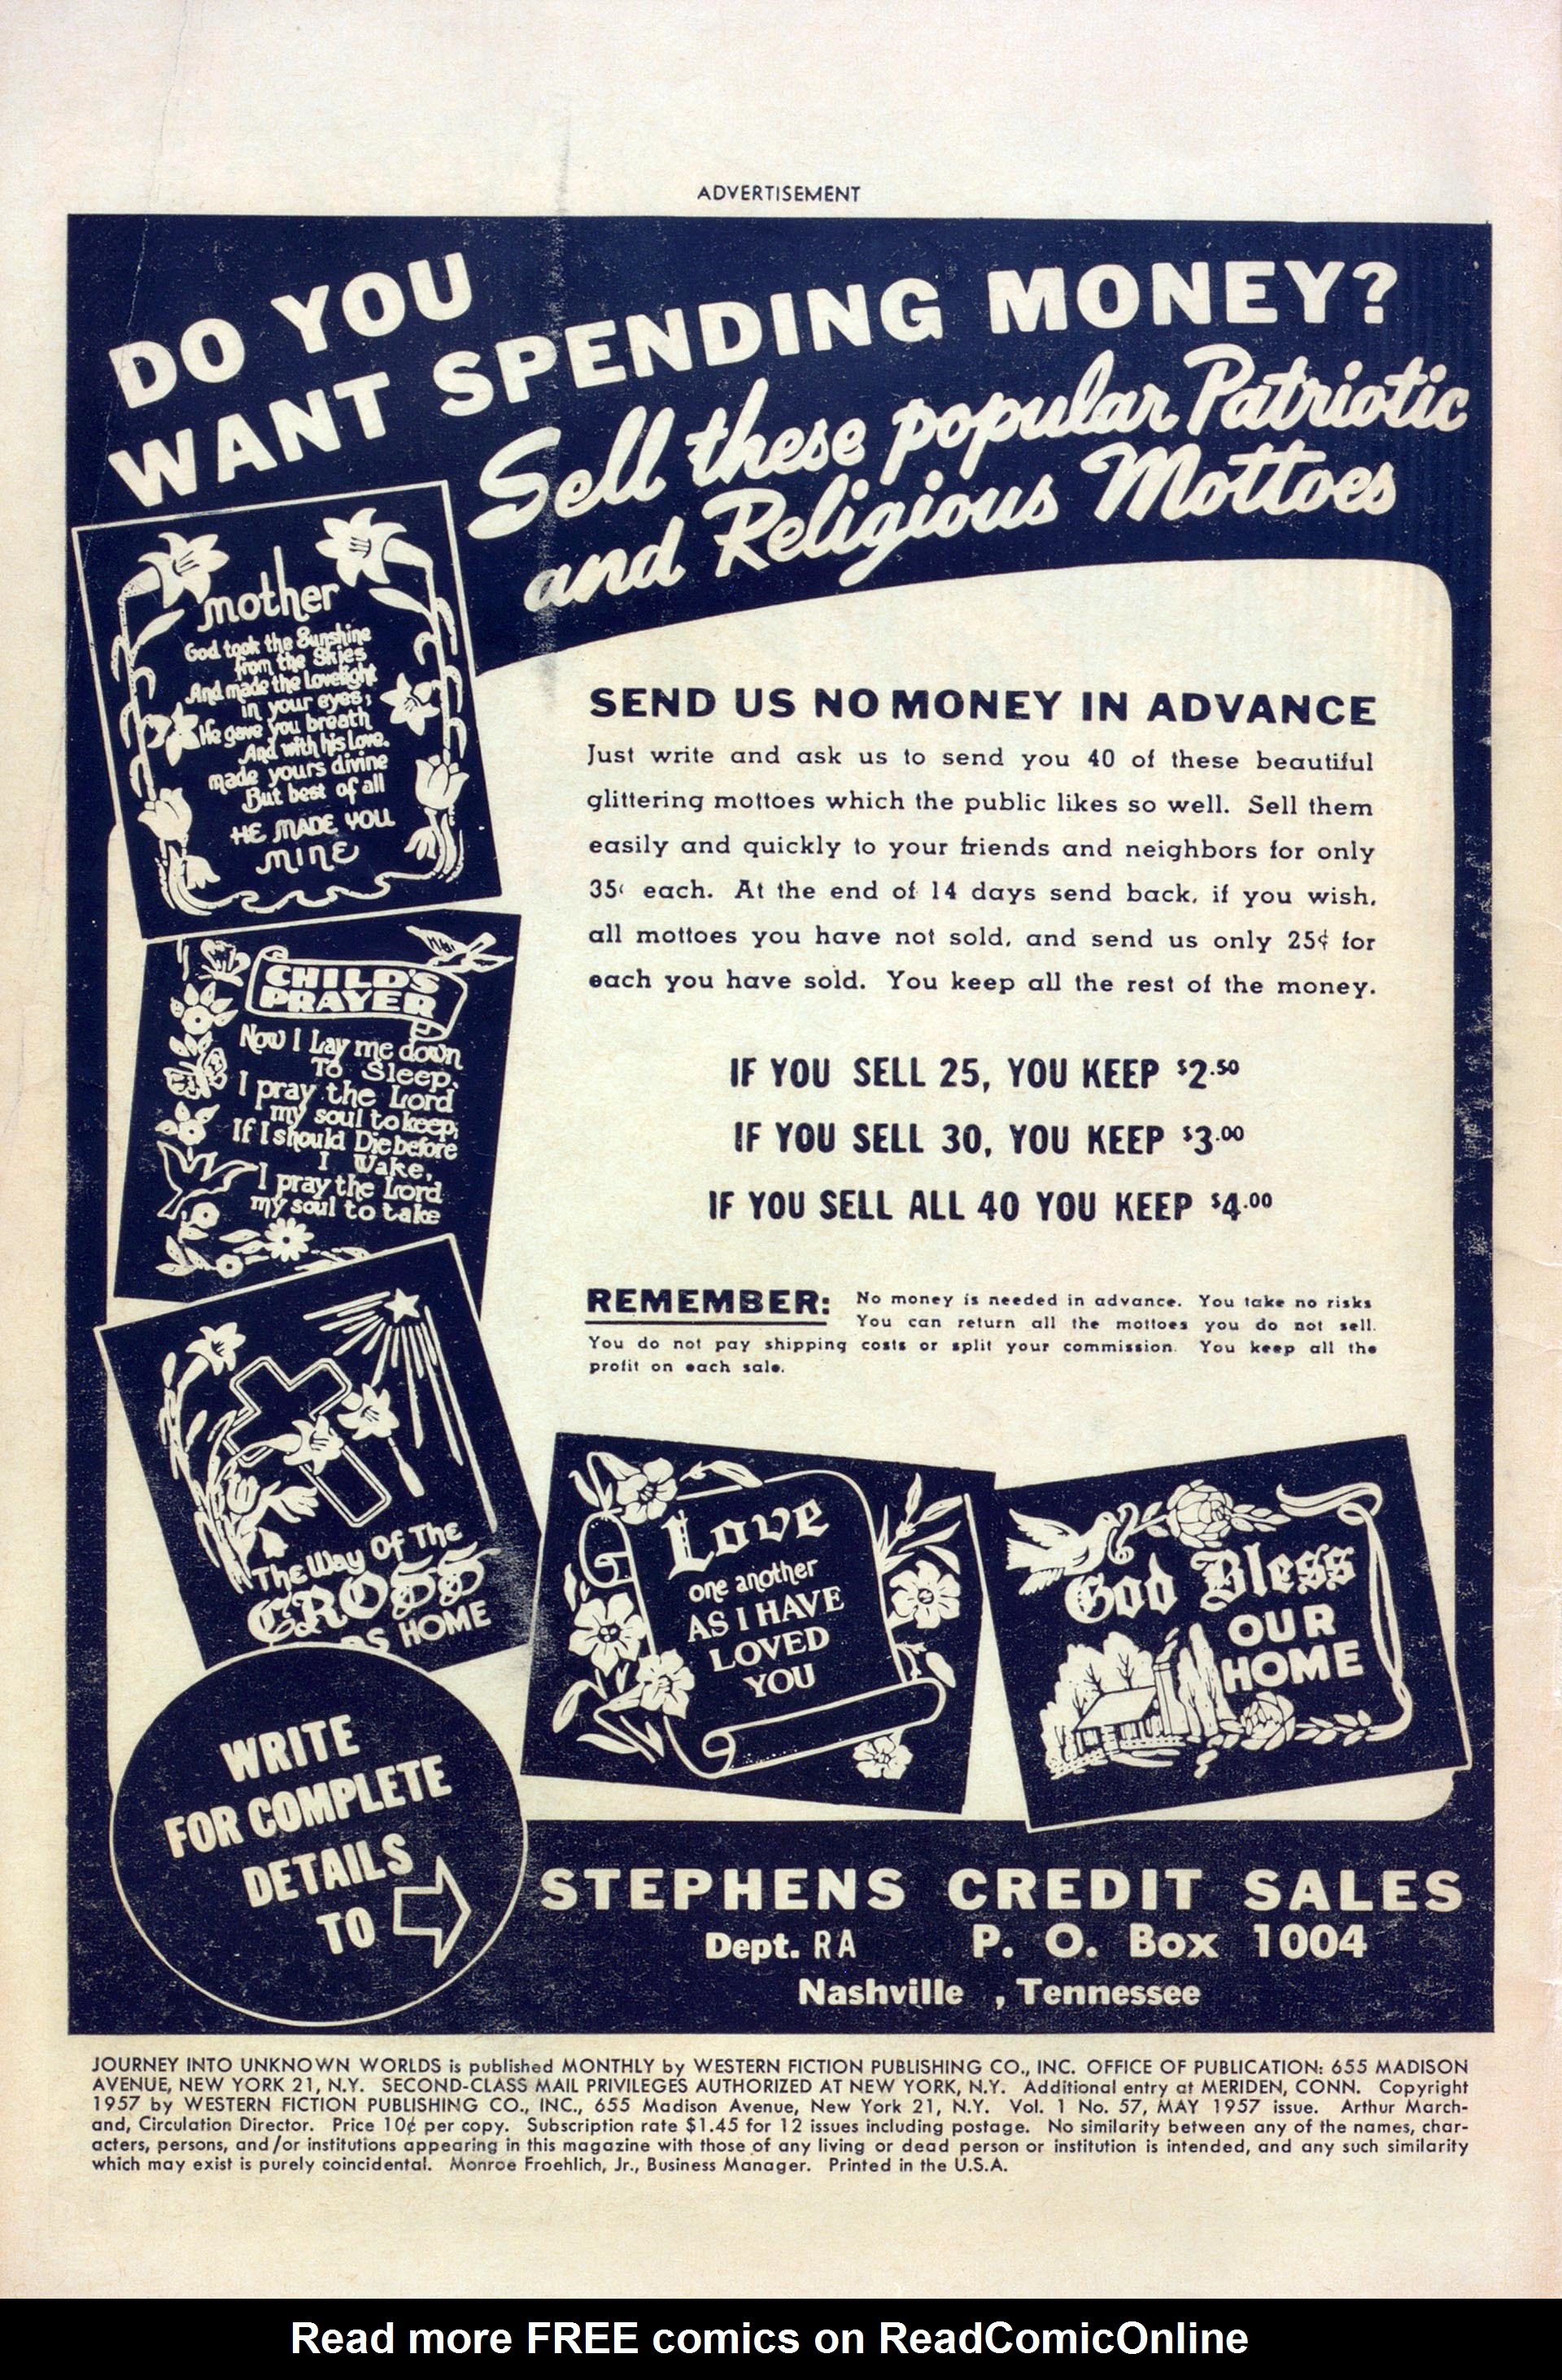 ADVERTISEMENT
DO YOU
WANT SPENDING MONEY?
Sell these popular Patriotic
and Religious Mottoes
mother
God took the Sunshine
from the Skies
And made the Lovelight
in your eyes;
He gave you breath
And with his Love.
made yours divine
But best of all
HE MADE YOU
MINE
CHILD'S
PRAYER
Now I Lay me down
To Sleep.
I pray the Lord
my soul to keep;
If I should Die before
I Wake,
I pray the Lord
my soul to take
The Way Of The
CROSS
HOME
SEND US NO MONEY IN ADVANCE
Just write and ask us to send you 40 of these beautiful
glittering mottoes which the public likes so well. Sell them
easily and quickly to your friends and neighbors for only
35¢ each. At the end of 14 days send back, if you wish,
all mottoes you have not sold, and send us only 25¢ for
each you have sold. You keep all the rest of the money.
IF YOU SELL 25, YOU KEEP $2.50
IF YOU SELL 30, YOU KEEP $3.00
IF YOU SELL ALL 40 YOU KEEP $4.00
REMEMBER: No money is needed in advance. You take no risks
You can return all the mottoes you do not sell.
You do not pay shipping costs or split your commission. You keep all the
profit on each sale.
Love
one another
AS I HAVE
LOVED
YOU
God Bless
OUR
HOME
WRITE
FOR COMPLETE
DETAILS
TO
STEPHENS CREDIT SALES
Dept. RA P. O. Box 1004
Nashville , Tennessee
JOURNEY INTO UNKNOWN WORLDS is published MONTHLY by WESTERN FICTION PUBLISHING CO., INC. OFFICE OF PUBLICATION: 655 MADISON
AVENUE, NEW YORK 21, N.Y. SECOND-CLASS MAIL PRIVILEGES AUTHORIZED AT NEW YORK, N.Y. Additional entry at MERIDEN, CONN. Copyright
1957 by WESTERN FICTION PUBLISHING CO., INC., 655 Madison Avenue, New York 21, N.Y. Vol. 1 No. 57, MAY 1957 issue. Arthur March-
and, Circulation Director. Price 10¢ per copy. Subscription rate $1.45 for 12 issues including postage. No similarity between any of the names, char-
acters, persons, and/or institutions appearing in this magazine with those of any living or dead person or institution is intended, and any such similarity
which may exist is purely coincidental. Monroe Froehlich, Jr., Business Manager. Printed in the U.S.A.
Read more FREE comics on ReadComicOnline